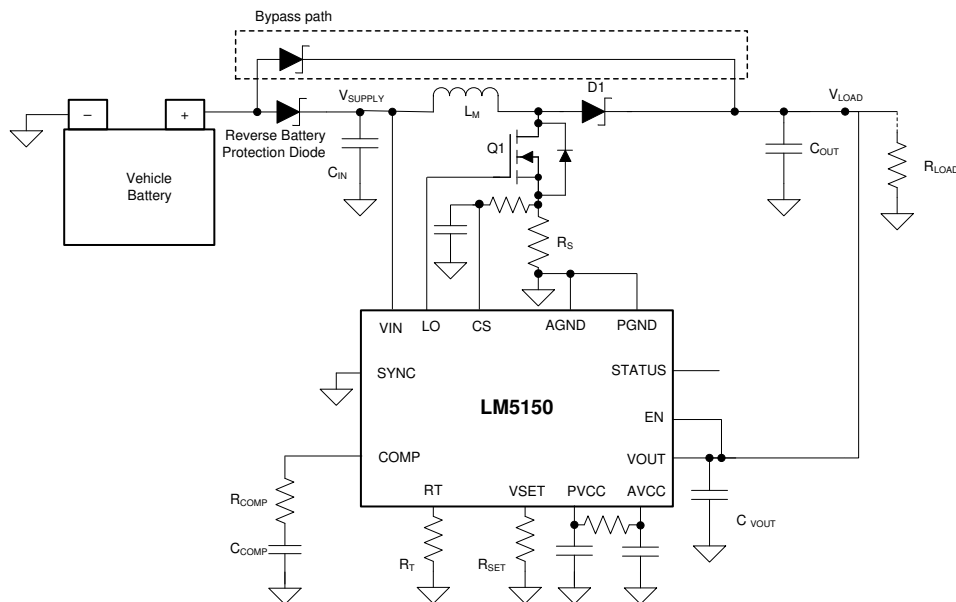 Bypass path
D1
V_SUPPLY
L_M
V_LOAD
−
+
Reverse Battery
Protection Diode
C_IN
Q1
C_OUT
R_LOAD
Vehicle
Battery
R_S
VIN
LO
CS
AGND
PGND
SYNC
STATUS
LM5150
EN
COMP
VOUT
RT
VSET
PVCC
AVCC
R_COMP
C_COMP
R_T
R_SET
C_VOUT